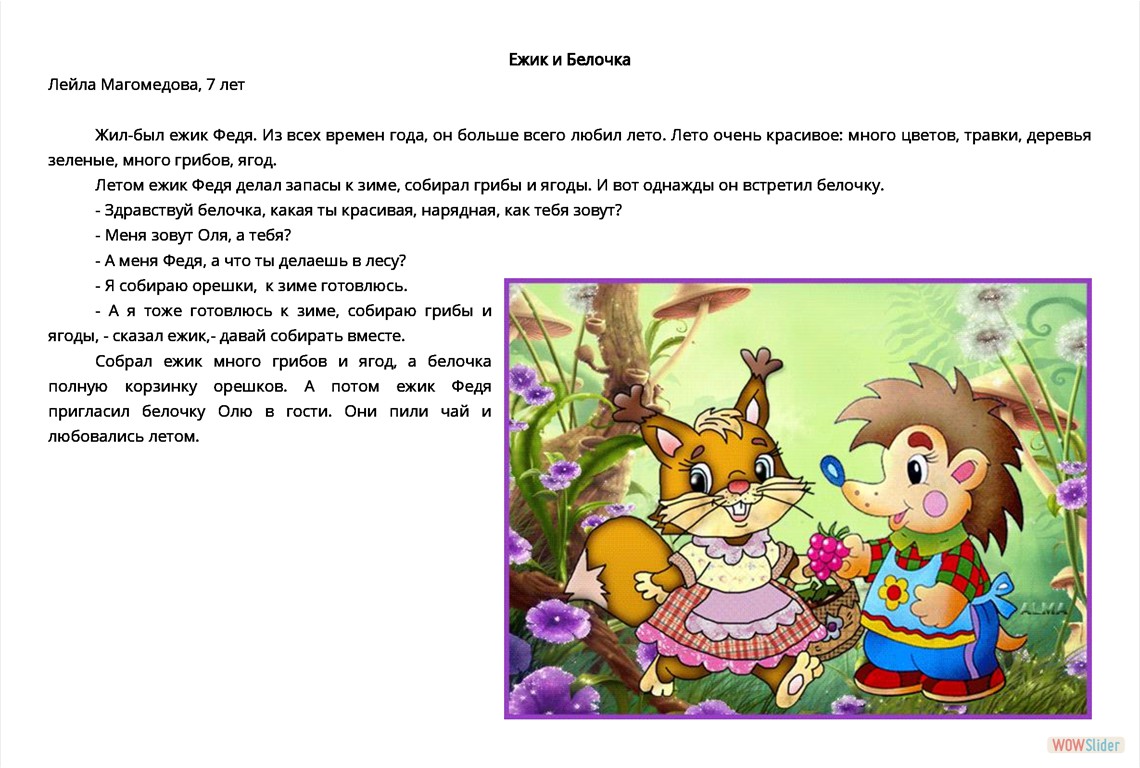 Ежик и Белочка
Лейла Магомедова, 7 лет
Жил-был ежик Федя. Из всех времен года, он больше всего любил лето. Лето очень красивое: много цветов, травки, деревья
зеленые, много грибов, ягод.
Летом ежик Федя делал запасы к зиме, собирал грибы и ягоды. И вот однажды он встретил белочку.
- Здравствуй белочка, какая ты красивая, нарядная, как тебя зовут?
- Меня зовут Оля, а тебя?
- А меня Федя, а что ты делаешь в лесу?
- Я собираю орешки,  к зиме готовлюсь.
- А я тоже готовлюсь к зиме, собираю грибы и
ягоды, - сказал ежик,- давай собирать вместе.
Собрал ежик много грибов и ягод, а белочка
полную корзинку орешков. А потом ежик Федя
пригласил белочку Олю в гости. Они пили чай и
любовались летом.
ALMA
WOWSlider